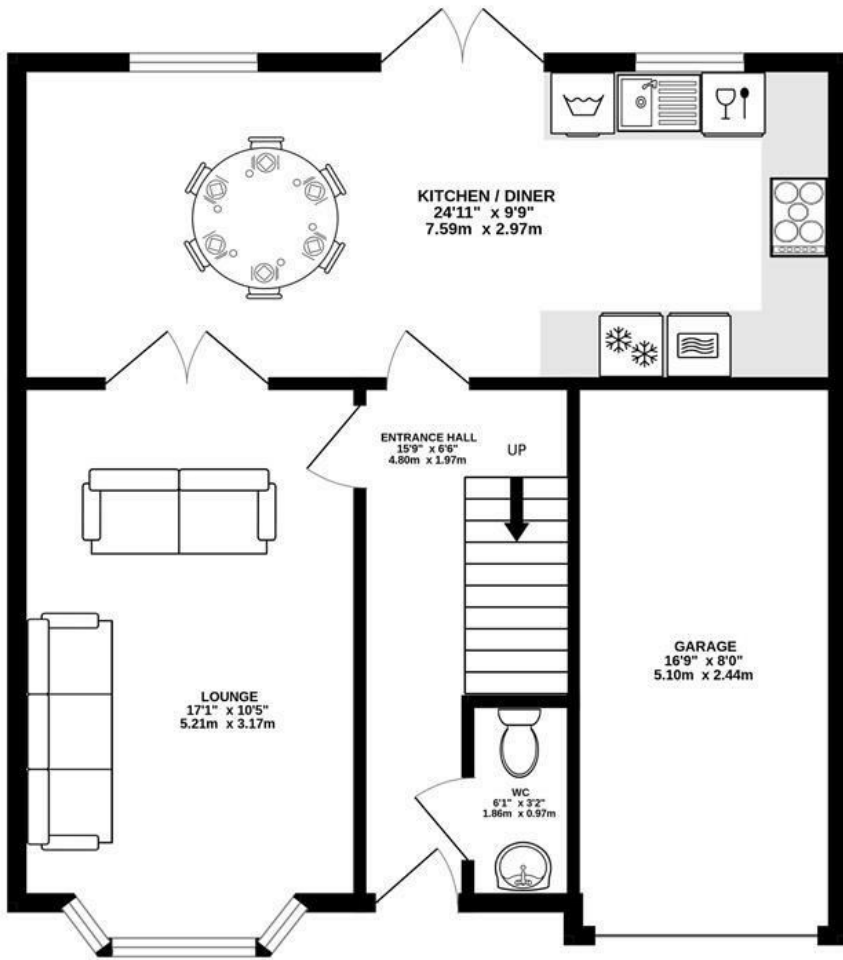 KITCHEN / DINER
24'11" x 9'9"
7.59m x 2.97m
ENTRANCE HALL
15'9" x 6'6"
4.80m x 1.97m
UP
GARAGE
16'9" x 8'0"
5.10m x 2.44m
LOUNGE
17'1" x 10'5"
5.21m x 3.17m
WC
6'1" x 3'2"
1.86m x 0.97m